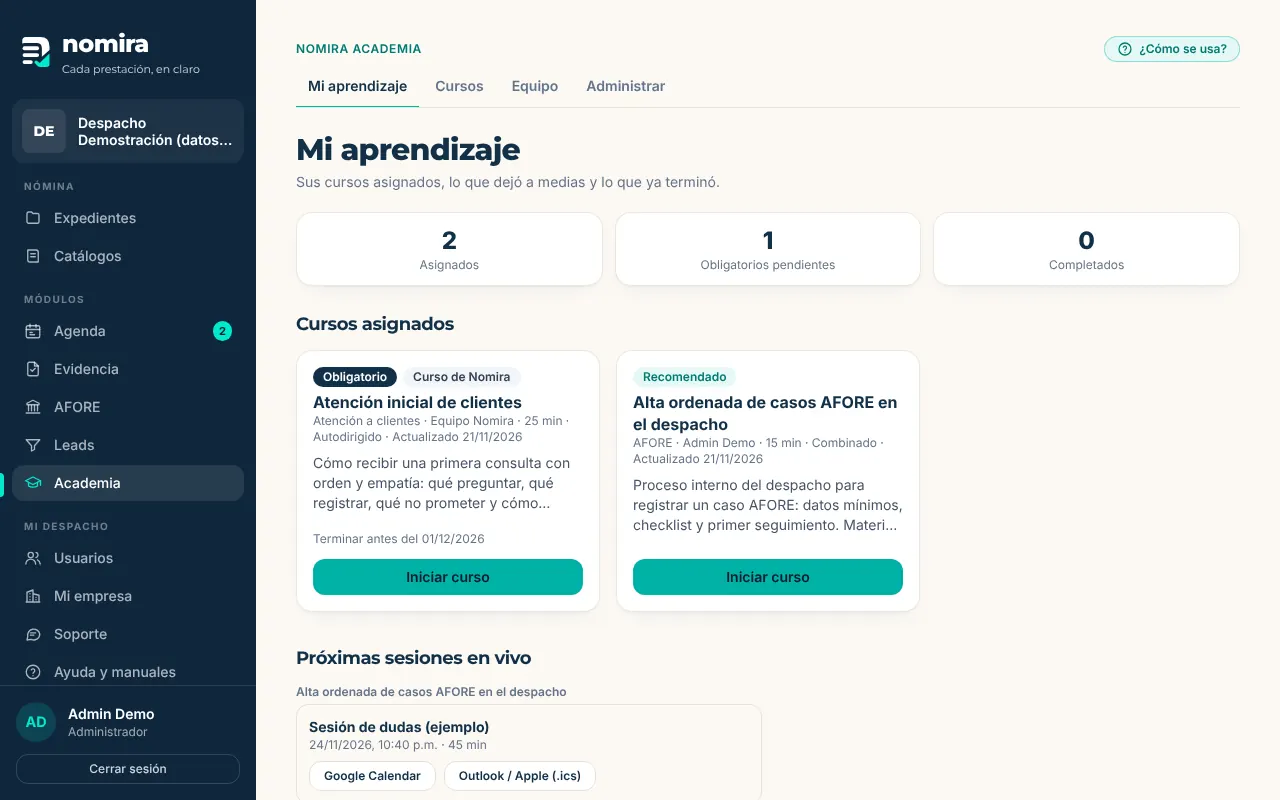 nomira
Cada prestación, en claro
DE
Despacho
Demostración (datos...
NÓMINA
Expedientes
Catálogos
MÓDULOS
Agenda
2
Evidencia
AFORE
Leads
Academia
MI DESPACHO
Usuarios
Mi empresa
Soporte
Ayuda y manuales
AD
Admin Demo
Administrador
Cerrar sesión
NOMIRA ACADEMIA
¿Cómo se usa?
Mi aprendizaje
Cursos
Equipo
Administrar
Mi aprendizaje
Sus cursos asignados, lo que dejó a medias y lo que ya terminó.
2
Asignados
1
Obligatorios pendientes
0
Completados
Cursos asignados
Obligatorio
Curso de Nomira
Atención inicial de clientes
Atención a clientes · Equipo Nomira · 25 min ·
Autodirigido · Actualizado 21/11/2026
Cómo recibir una primera consulta con
orden y empatía: qué preguntar, qué
registrar, qué no prometer y cómo...
Terminar antes del 01/12/2026
Iniciar curso
Recomendado
Alta ordenada de casos AFORE en
el despacho
AFORE · Admin Demo · 15 min · Combinado ·
Actualizado 21/11/2026
Proceso interno del despacho para
registrar un caso AFORE: datos mínimos,
checklist y primer seguimiento. Materi...
Iniciar curso
Próximas sesiones en vivo
Alta ordenada de casos AFORE en el despacho
Sesión de dudas (ejemplo)
24/11/2026, 10:40 p.m. · 45 min
Google Calendar
Outlook / Apple (.ics)